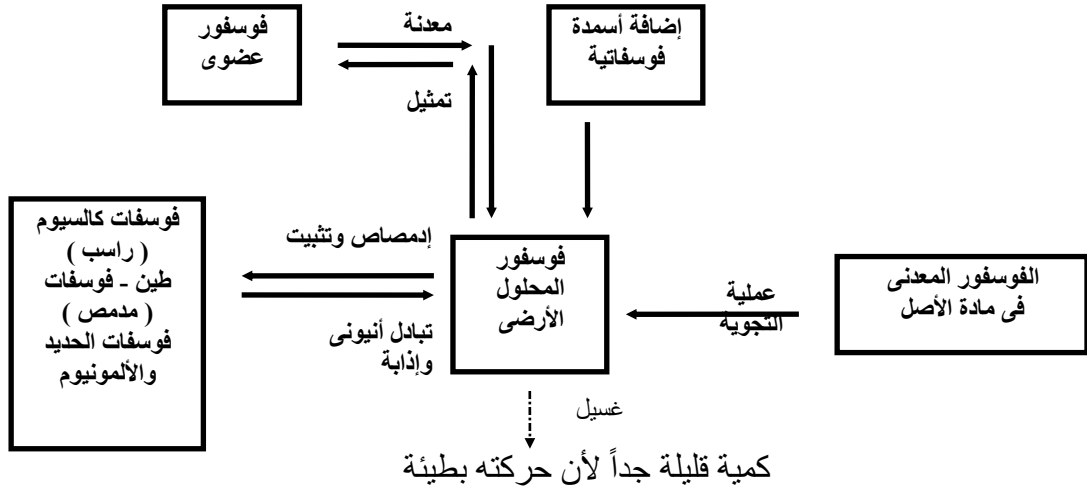 فوسفور
عضوى
معدنة
تمثيل
إضافة أسمدة
فوسفاتية
فوسفات كالسيوم
( راسب )
طين - فوسفات
( مدمص )
فوسفات الحديد
والألمونيوم
إدمصاص وتثبيت
تبادل أنيونى
وإذابة
فوسفور
المحلول
الأرضى
عملية
التجوية
الفوسفور المعدنى
فى مادة الأصل
غسيل
كمية قليلة جداً لأن حركته بطيئة